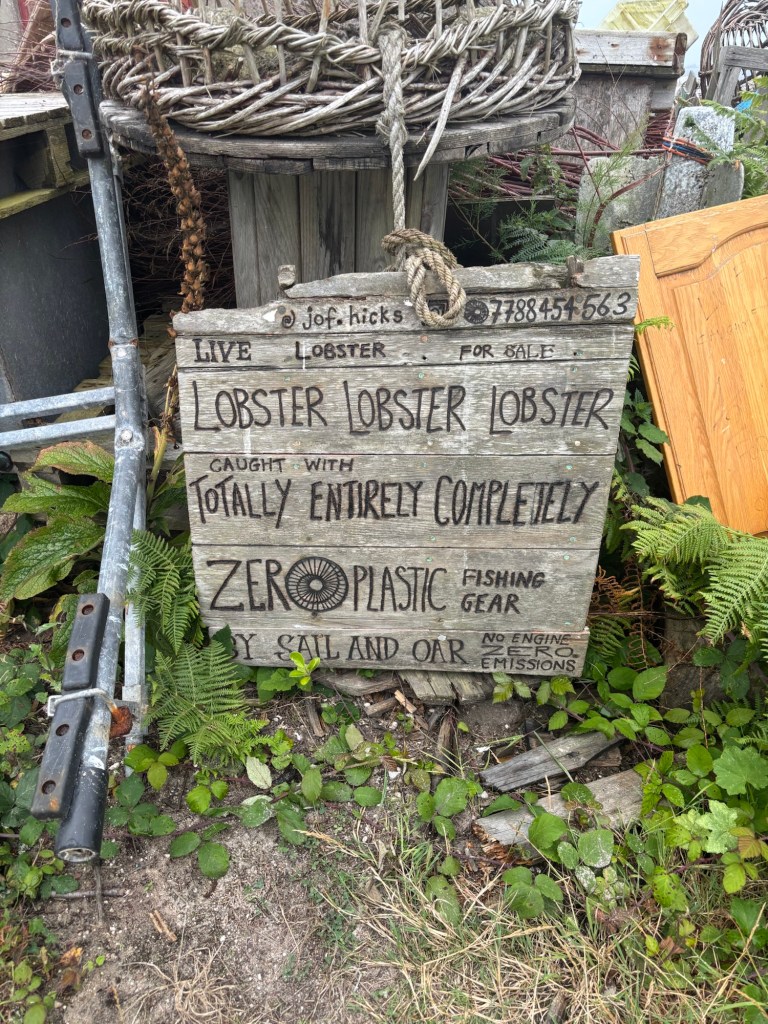 @ jof.hicks 7788454563
LIVE LOBSTER . FOR SALE .
LOBSTER LOBSTER LOBSTER
CAUGHT WITH
TOTALLY ENTIRELY COMPLETELY
ZERO PLASTIC FISHING GEAR
BY SAIL AND OAR NO ENGINE ZERO EMISSIONS